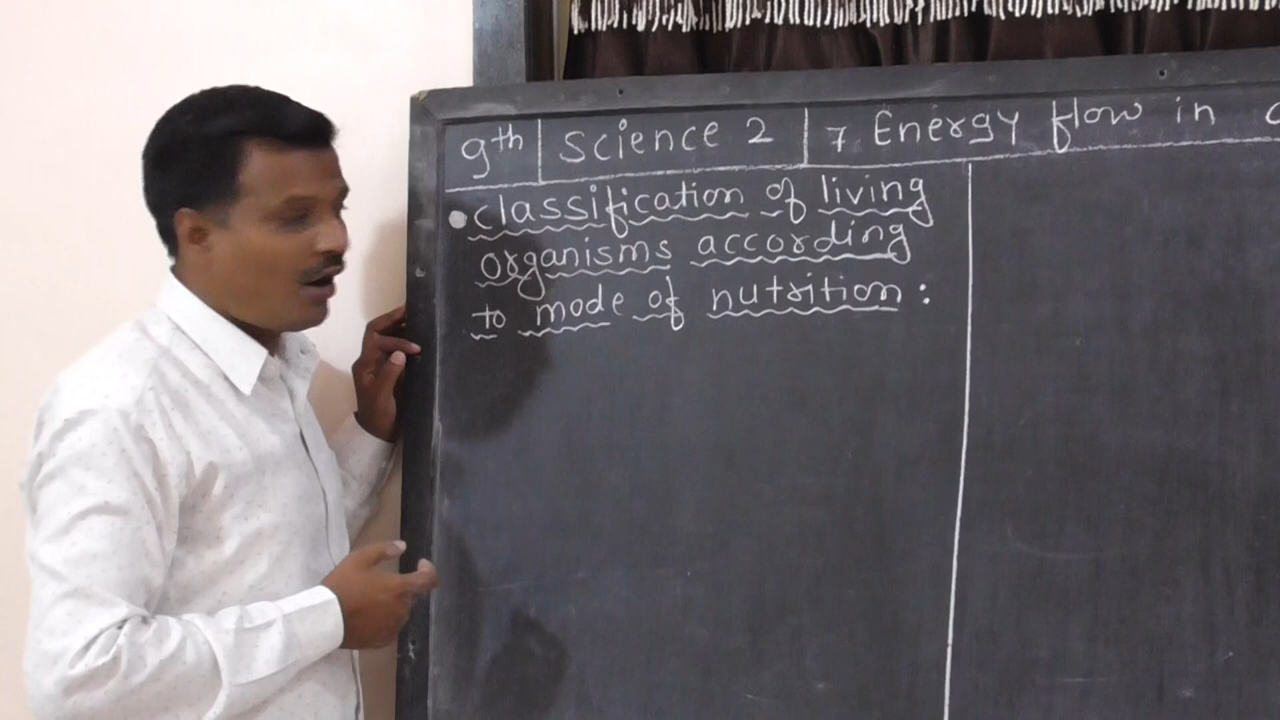 9th | Science 2 | 7 Energy flow in
• Classification of living
organisms according
to mode of nutrition :